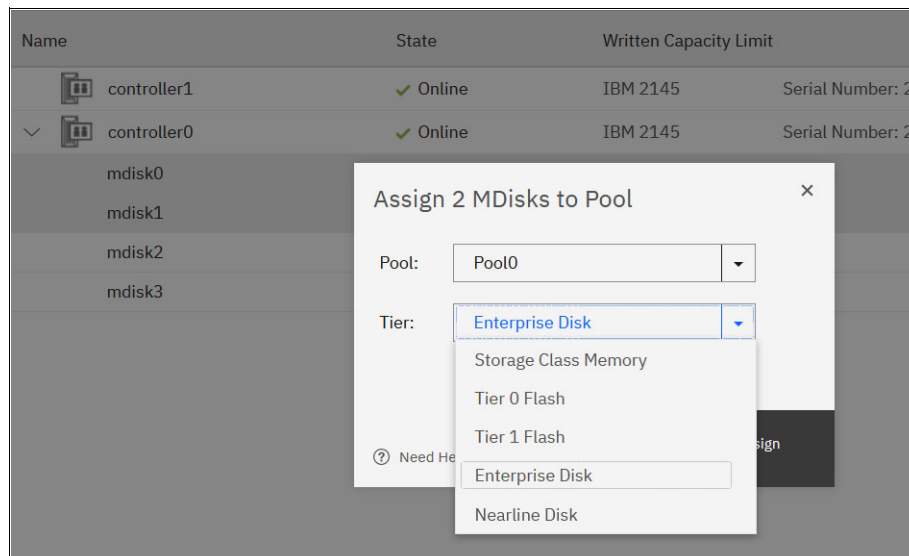 Name State Written Capacity Limit
controller1 Online IBM 2145 Serial Number: 2
controller0 Online IBM 2145 Serial Number: 2
mdisk0
mdisk1
mdisk2
mdisk3
Assign 2 MDisks to Pool
Pool: Pool0
Tier: Enterprise Disk
Storage Class Memory
Tier 0 Flash
Tier 1 Flash
Enterprise Disk
Nearline Disk
Need He
sign